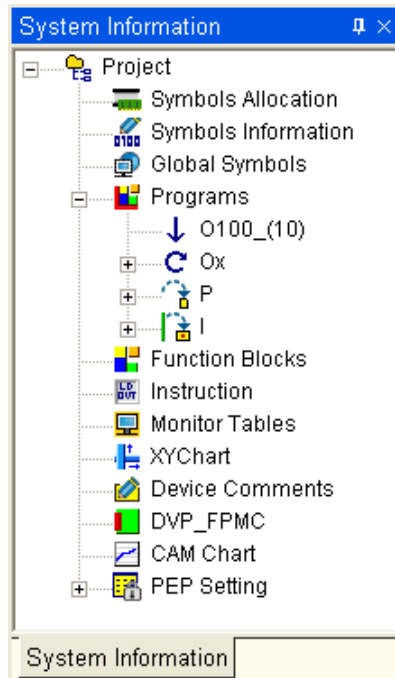 System Information
Project
Symbols Allocation
Symbols Information
Global Symbols
Programs
O100_(10)
Ox
P
I
Function Blocks
Instruction
Monitor Tables
XYChart
Device Comments
DVP_FPMC
CAM Chart
PEP Setting
System Information